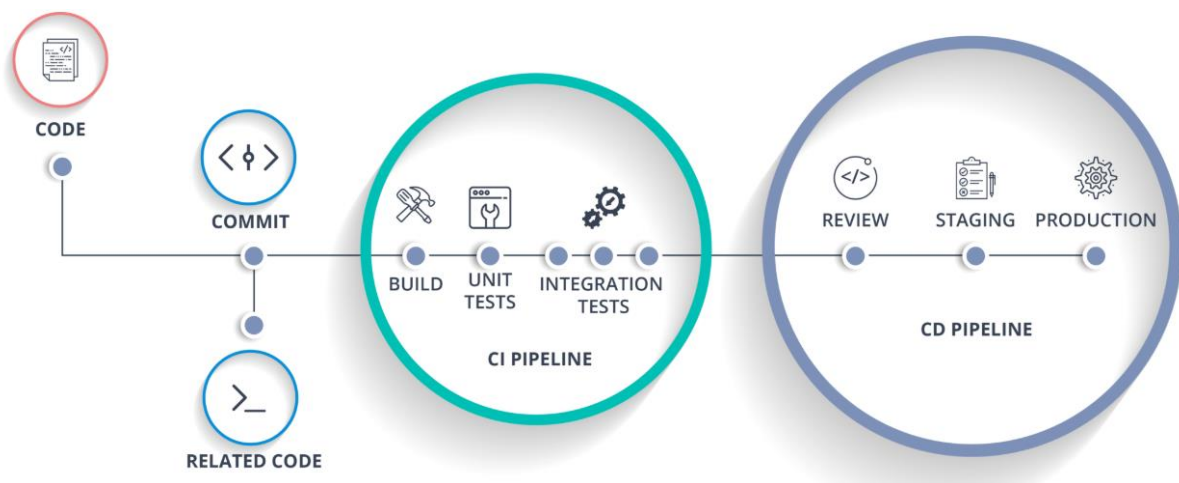 CODE
COMMIT
RELATED CODE
BUILD
UNIT
TESTS
INTEGRATION
TESTS
CI PIPELINE
REVIEW
STAGING
PRODUCTION
CD PIPELINE